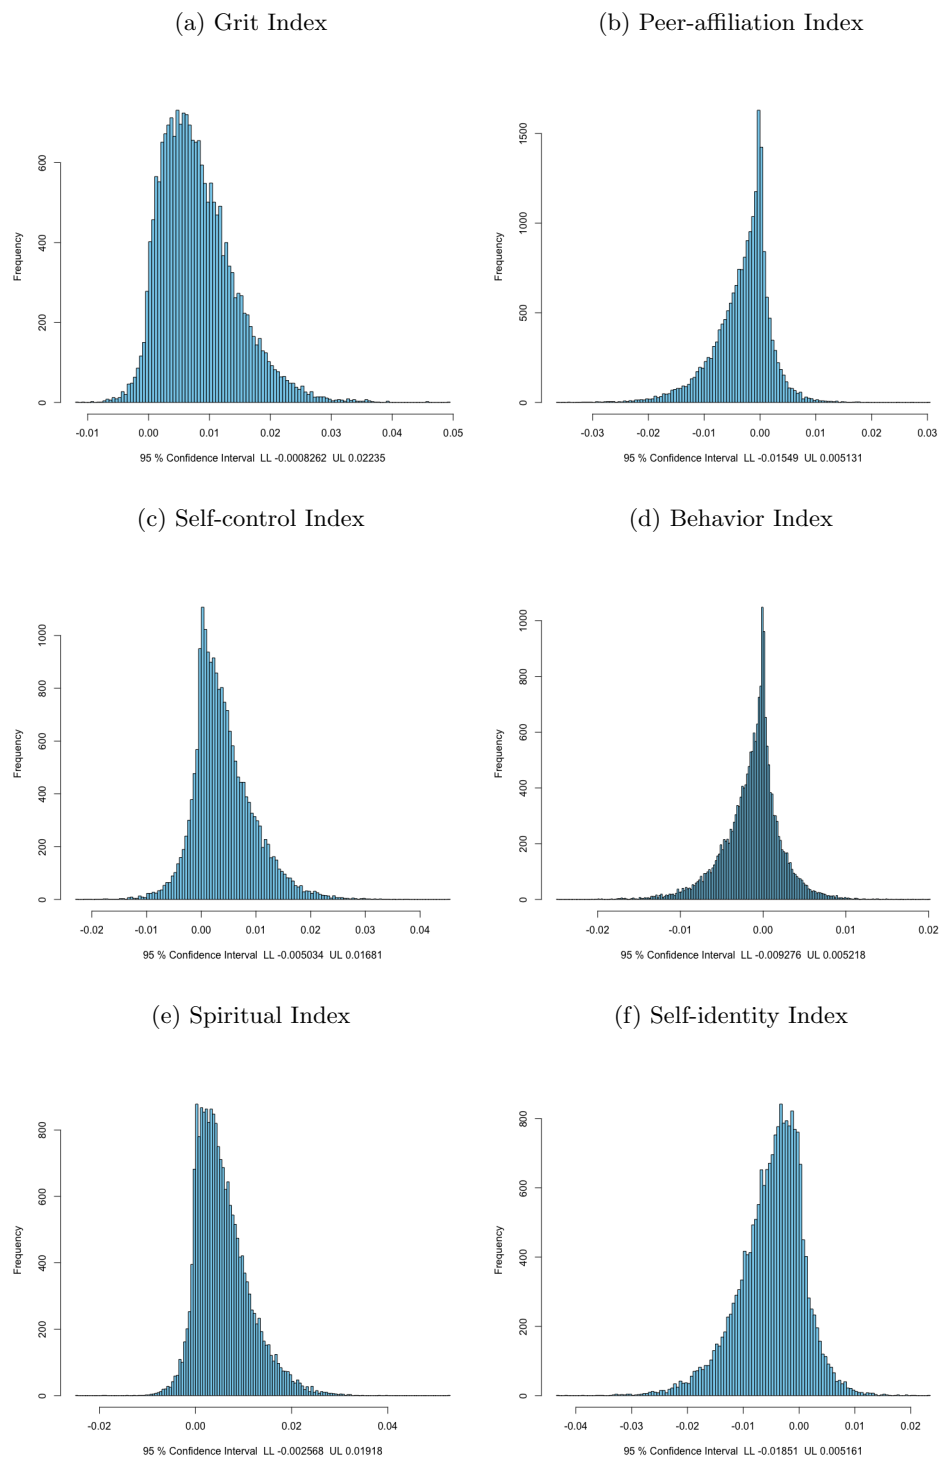 (a) Grit Index
(b) Peer-affiliation Index
Frequency
0 200 400 600
-0.01 0.00 0.01 0.02 0.03 0.04 0.05
95 % Confidence Interval LL -0.0008262 UL 0.02235
Frequency
0 500 1000 1500
-0.03 -0.02 -0.01 0.00 0.01 0.02 0.03
95 % Confidence Interval LL -0.01549 UL 0.005131
(c) Self-control Index
(d) Behavior Index
Frequency
0 200 400 600 800 1000
-0.02 -0.01 0.00 0.01 0.02 0.03 0.04
95 % Confidence Interval LL -0.005034 UL 0.01681
Frequency
0 200 400 600 800 1000
-0.02 -0.01 0.00 0.01 0.02
95 % Confidence Interval LL -0.009276 UL 0.005218
(e) Spiritual Index
(f) Self-identity Index
Frequency
0 200 400 600 800
-0.02 0.00 0.02 0.04
95 % Confidence Interval LL -0.002568 UL 0.01918
Frequency
0 200 400 600 800
-0.04 -0.03 -0.02 -0.01 0.00 0.01 0.02
95 % Confidence Interval LL -0.01851 UL 0.005161